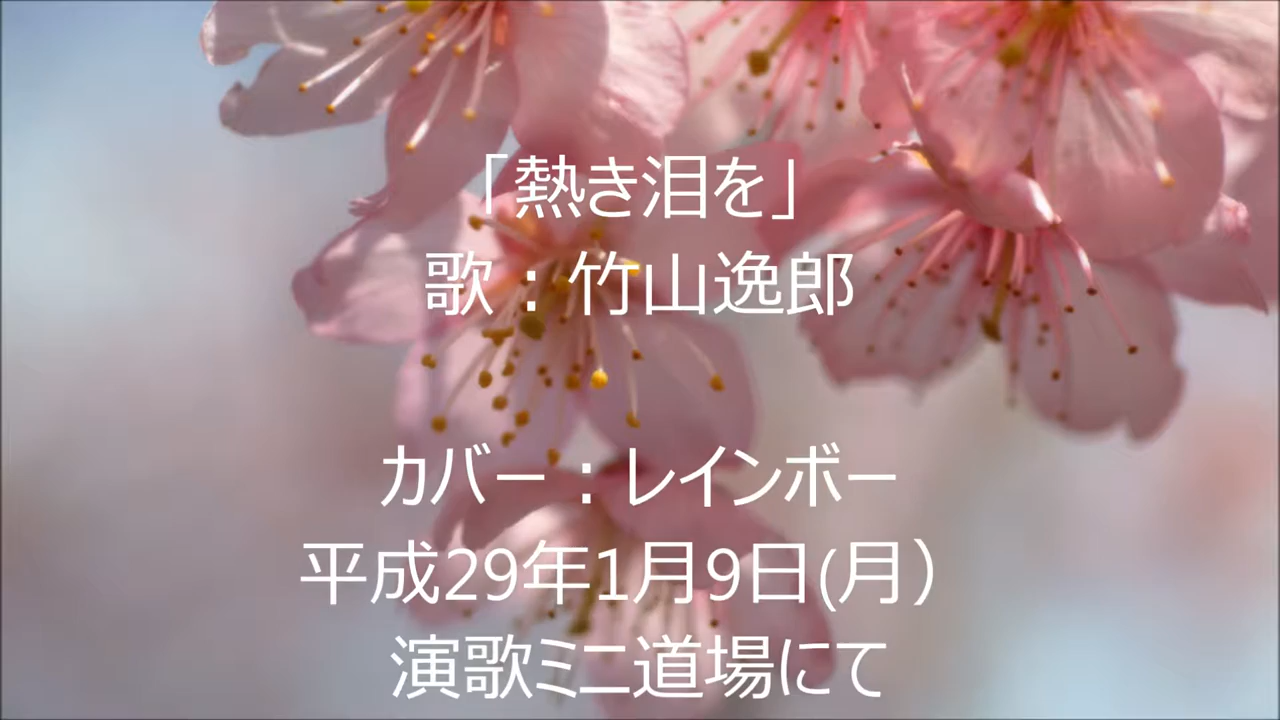 「熱き泪を」
歌：竹山逸郎
カバー：レインボー
平成29年1月9日(月）
演歌ミニ道場にて